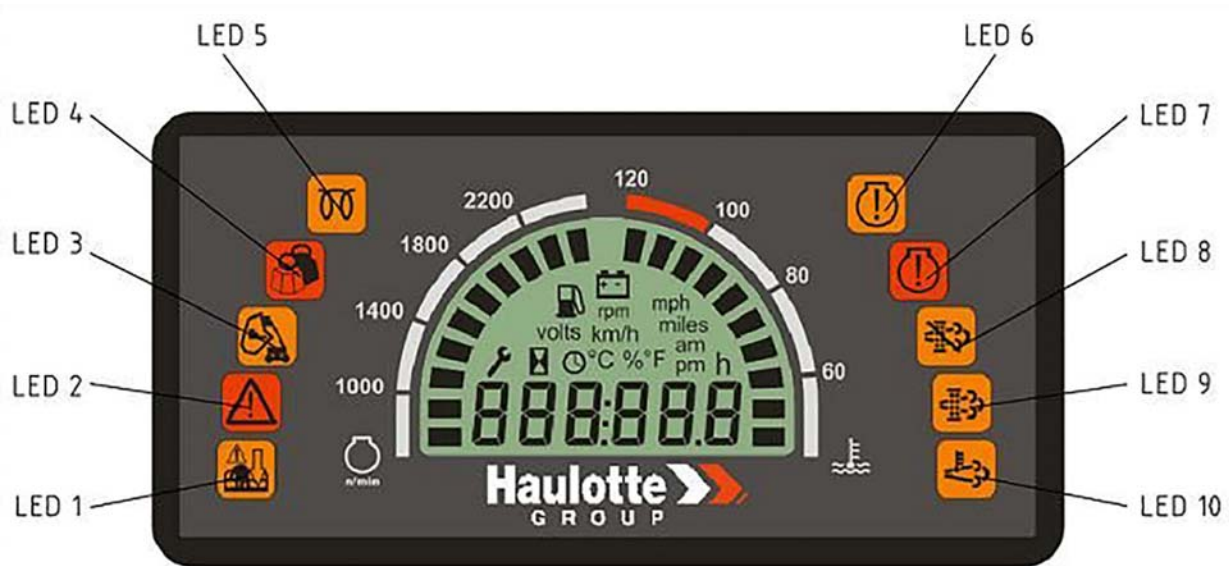 LED 5
LED 6
LED 4
LED 7
LED 3
LED 8
LED 2
LED 9
LED 1
LED 10
2200
1800
1400
1000
n/min
120
100
80
60
rpm
mph
volts
km/h
miles
°C
%
°F
am
pm
h
888:88.8
Haulotte
GROUP